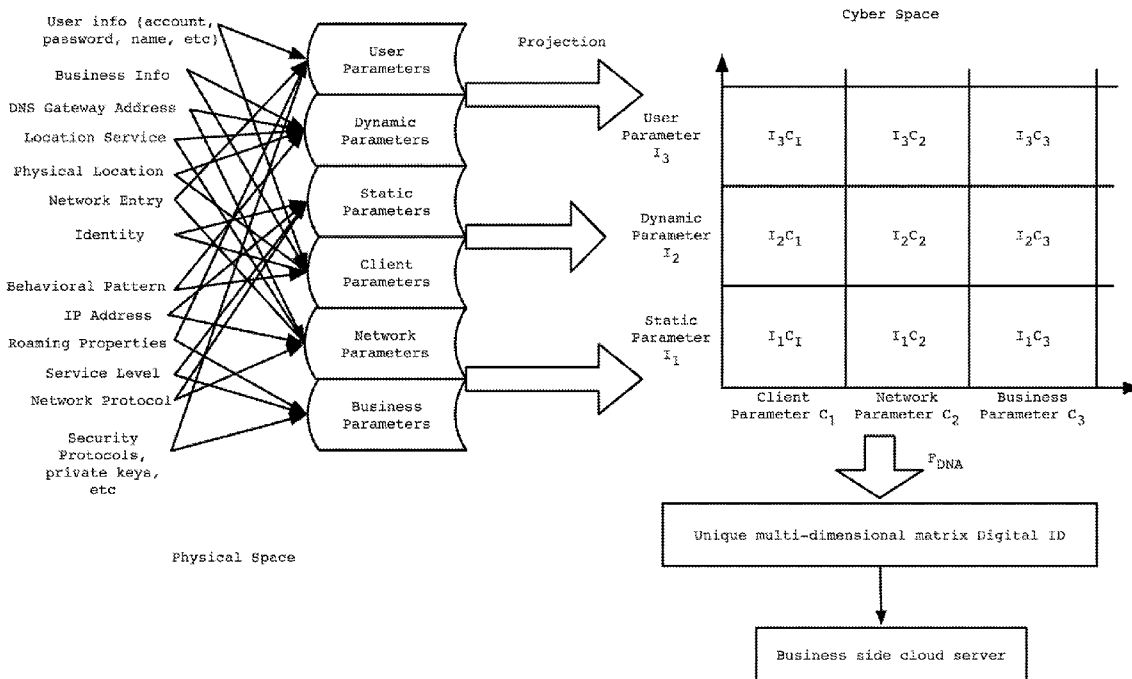 User info (account,
password, name, etc)
Business Info
DNS Gateway Address
Location Service
Physical Location
Network Entry
Identity
Behavioral Pattern
IP Address
Roaming Properties
Service Level
Network Protocol
Security
Protocols,
private keys,
etc
Physical Space
User
Parameters
Dynamic
Parameters
Static
Parameters
Client
Parameters
Network
Parameters
Business
Parameters
Projection
Cyber Space
User
Parameter
I₃
Dynamic
Parameter
I₂
Static
Parameter
I₁
I₃C₁ I₃C₂ I₃C₃
I₂C₁ I₂C₂ I₂C₃
I₁C₁ I₁C₂ I₁C₃
Client
Parameter C₁
Network
Parameter C₂
Business
Parameter C₃
F_DNA
Unique multi-dimensional matrix Digital ID
Business side cloud server